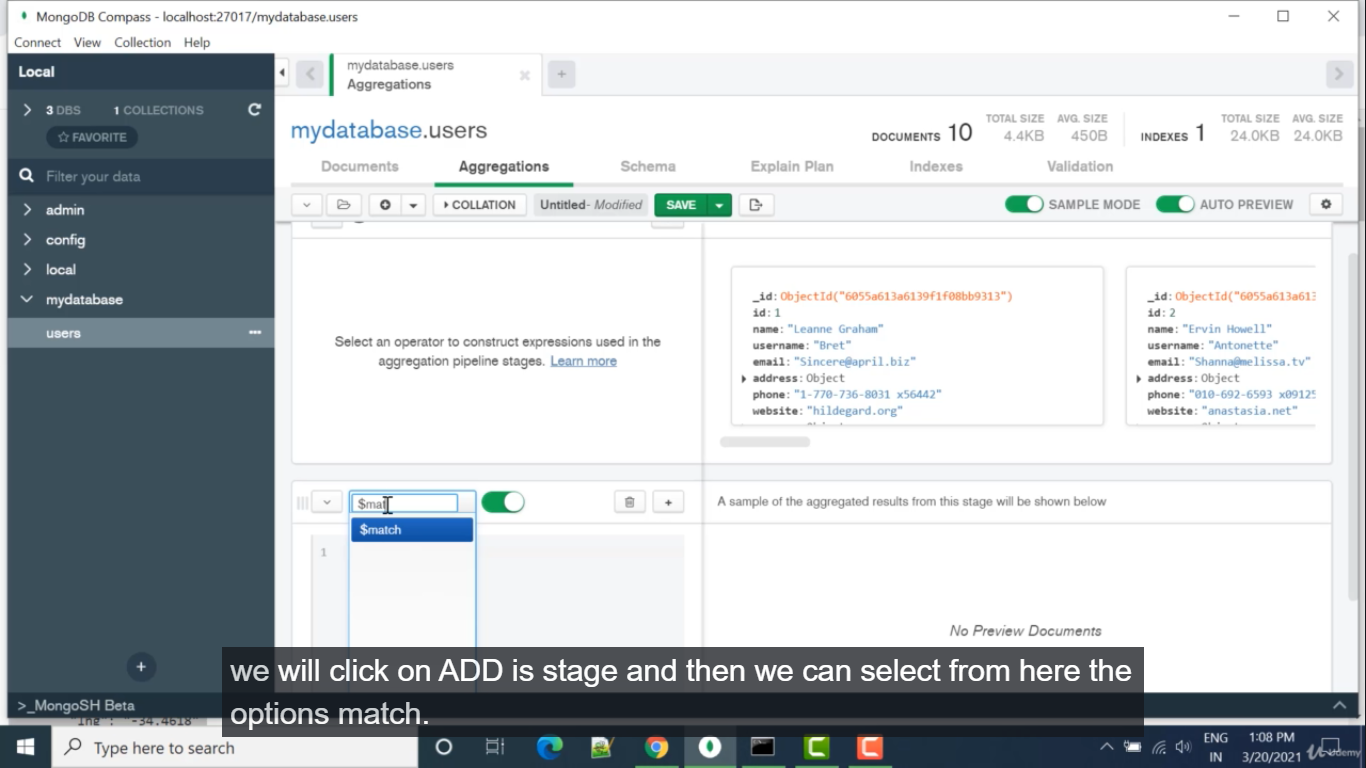 MongoDB Compass - localhost:27017/mydatabase.users
Connect View Collection Help
Local
3 DBS 1 COLLECTIONS
FAVORITE
Filter your data
admin
config
local
mydatabase
users
>_MongoSH Beta
mydatabase.users
Aggregations
mydatabase.users
DOCUMENTS 10 TOTAL SIZE 4.4KB AVG. SIZE 450B INDEXES 1 TOTAL SIZE 24.0KB AVG. SIZE 24.0KB
Documents Aggregations Schema Explain Plan Indexes Validation
COLLATION Untitled- Modified SAVE SAMPLE MODE AUTO PREVIEW
Select an operator to construct expressions used in the
aggregation pipeline stages. Learn more
_id: ObjectId("6055a613a6139f1f08bb9313")
id: 1
name: "Leanne Graham"
username: "Bret"
email: "Sincere@april.biz"
address: Object
phone: "1-770-736-8031 x56442"
website: "hildegard.org"
_id: ObjectId("6055a613a613
id: 2
name: "Ervin Howell"
username: "Antonette"
email: "Shanna@melissa.tv"
address: Object
phone: "010-692-6593 x09125
website: "anastasia.net"
$mat
$match
1
A sample of the aggregated results from this stage will be shown below
No Preview Documents
we will click on ADD is stage and then we can select from here the
options match.
"lng": "-34.4618"
Type here to search
ENG
IN
1:08 PM
3/20/2021
Udemy